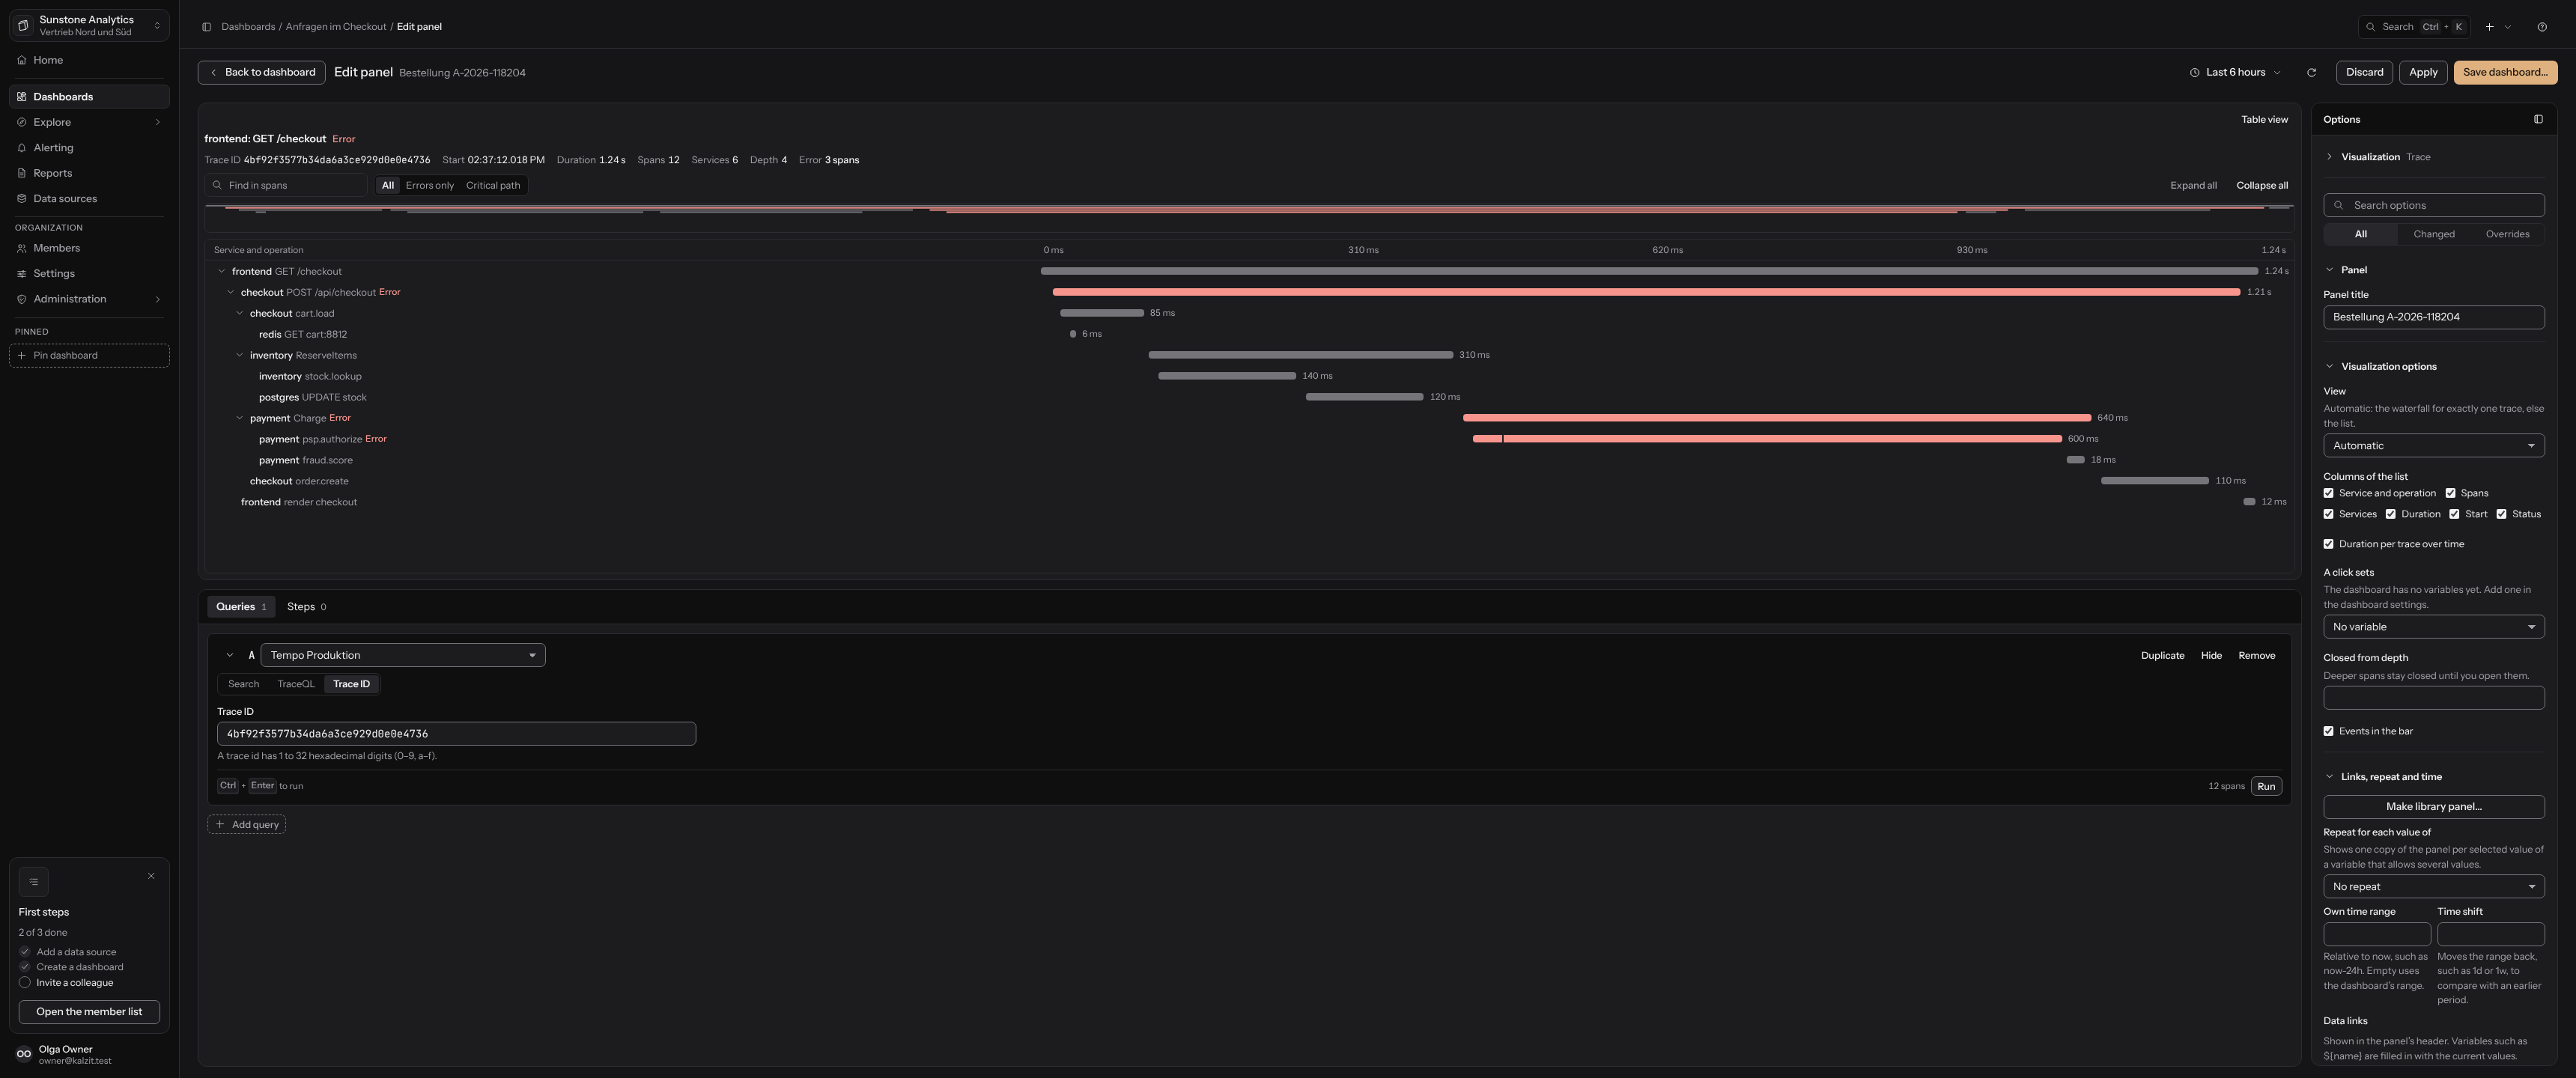 Sunstone Analytics
Vertrieb Nord und Süd
Home
Dashboards
Explore
Alerting
Reports
Data sources
ORGANIZATION
Members
Settings
Administration
PINNED
Pin dashboard
First steps
2 of 3 done
Add a data source
Create a dashboard
Invite a colleague
Open the member list
OO
Olga Owner
owner@kalzit.test
Dashboards / Anfragen im Checkout / Edit panel
Search Ctrl + K
Back to dashboard
Edit panel Bestellung A-2026-118204
Last 6 hours
Discard
Apply
Save dashboard...
Table view
frontend: GET /checkout Error
Trace ID 4bf92f3577b34da6a3ce929d0e0e4736 Start 02:37:12.018 PM Duration 1.24 s Spans 12 Services 6 Depth 4 Error 3 spans
Find in spans
All Errors only Critical path
Expand all Collapse all
Service and operation 0 ms 310 ms 620 ms 930 ms 1.24 s
frontend GET /checkout 1.24 s
checkout POST /api/checkout Error 1.21 s
checkout cart.load 85 ms
redis GET cart:8812 6 ms
inventory ReserveItems 310 ms
inventory stock.lookup 140 ms
postgres UPDATE stock 120 ms
payment Charge Error 640 ms
payment psp.authorize Error 600 ms
payment fraud.score 18 ms
checkout order.create 110 ms
frontend render checkout 12 ms
Queries 1 Steps 0
A Tempo Produktion
Duplicate Hide Remove
Search TraceQL Trace ID
Trace ID
4bf92f3577b34da6a3ce929d0e0e4736
A trace id has 1 to 32 hexadecimal digits (0–9, a–f).
Ctrl + Enter to run
12 spans Run
Add query
Options
Visualization Trace
Search options
All Changed Overrides
Panel
Panel title
Bestellung A-2026-118204
Visualization options
View
Automatic: the waterfall for exactly one trace, else
the list.
Automatic
Columns of the list
Service and operation Spans
Services Duration Start Status
Duration per trace over time
A click sets
The dashboard has no variables yet. Add one in
the dashboard settings.
No variable
Closed from depth
Deeper spans stay closed until you open them.
Events in the bar
Links, repeat and time
Make library panel...
Repeat for each value of
Shows one copy of the panel per selected value of
a variable that allows several values.
No repeat
Own time range
Relative to now, such as
now-24h. Empty uses
the dashboard's range.
Time shift
Moves the range back,
such as 1d or 1w, to
compare with an earlier
period.
Data links
Shown in the panel's header. Variables such as
${name} are filled in with the current values.